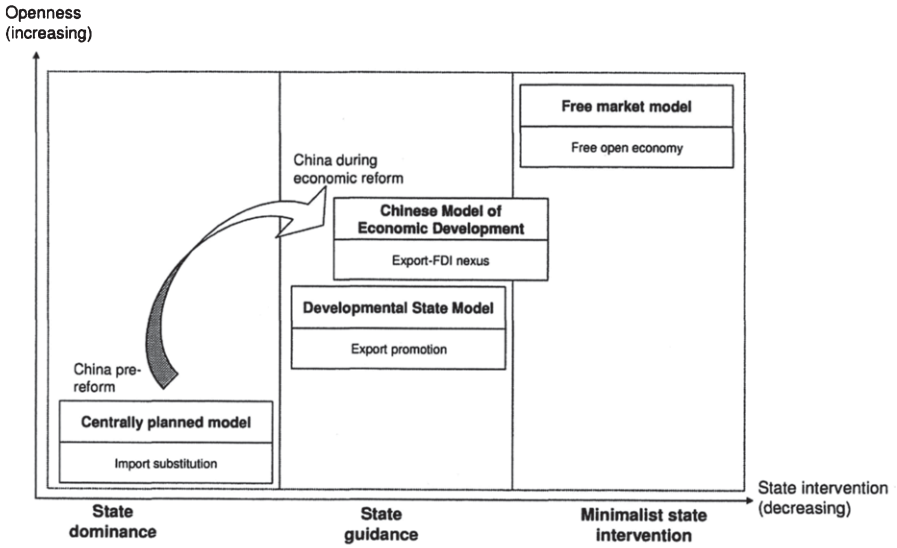 Openness
(increasing)
Free market model
Free open economy
China during
economic reform
Chinese Model of
Economic Development
Export-FDI nexus
Developmental State Model
Export promotion
China pre-
reform
Centrally planned model
Import substitution
State intervention
(decreasing)
State
dominance
State
guidance
Minimalist state
intervention